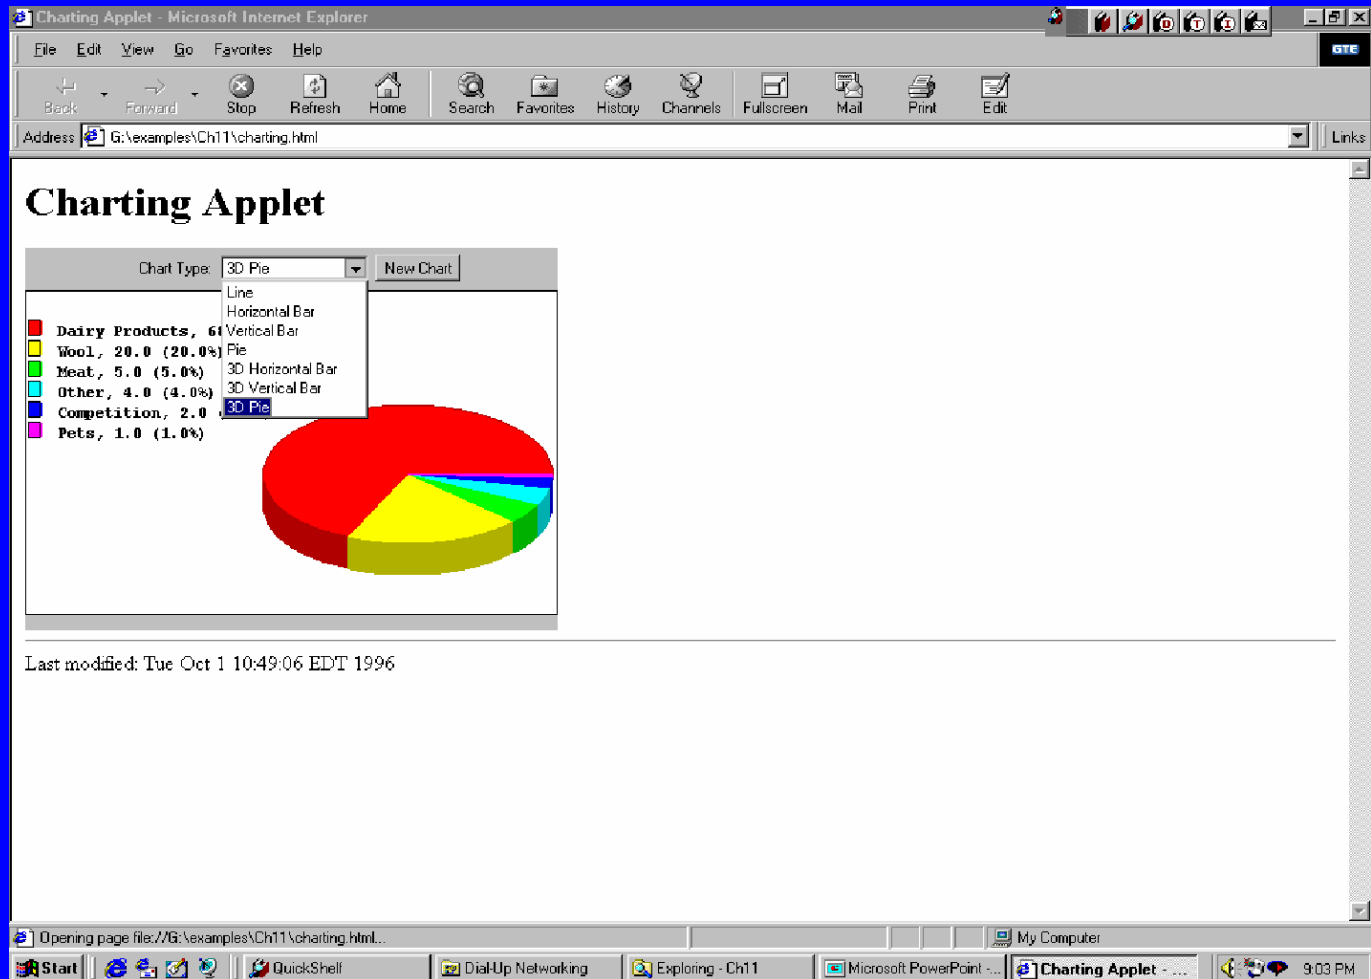 Charting Applet - Microsoft Internet Explorer
File Edit View Go Favorites Help
GTE
Back Forward Stop Refresh Home Search Favorites History Channels Fullscreen Mail Print Edit
Address G:\examples\Ch11\charting.html Links
Charting Applet
Chart Type: 3D Pie New Chart
Line
Horizontal Bar
Vertical Bar
Pie
3D Horizontal Bar
3D Vertical Bar
3D Pie
Dairy Products,
Wool, 20.0 (20.0%)
Meat, 5.0 (5.0%)
Other, 4.0 (4.0%)
Competition, 2.0
Pets, 1.0 (1.0%)
Last modified: Tue Oct 1 10:49:06 EDT 1996
Opening page file://G:\examples\Ch11\charting.html... My Computer
Start QuickShelf Dial-Up Networking Exploring - Ch11 Microsoft PowerPoint -... Charting Applet - ... 9:03 PM